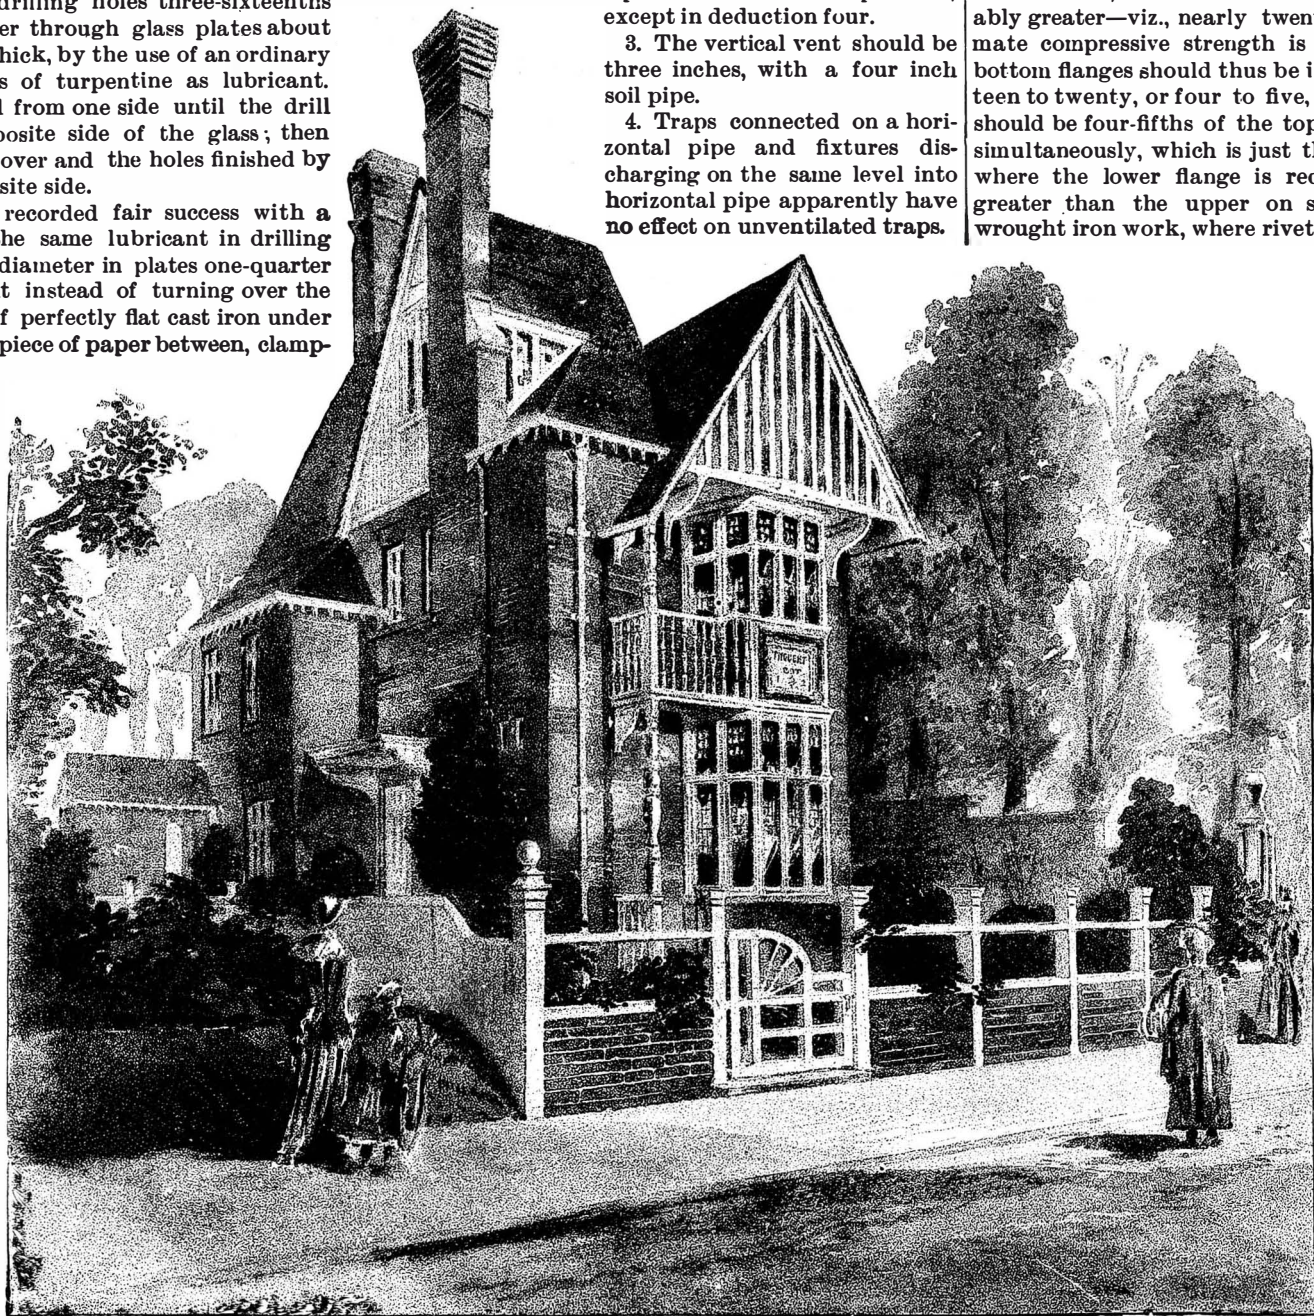 drilling holes three-sixteenths
er through glass plates about
hick, by the use of an ordinary
s of turpentine as lubricant.
l from one side until the drill
posite side of the glass; then
over and the holes finished by
site side.
recorded fair success with a
he same lubricant in drilling
diameter in plates one-quarter
t instead of turning over the
f perfectly flat cast iron under
piece of paper between, clamp-
except in deduction four.
3. The vertical vent should be
three inches, with a four inch
soil pipe.
4. Traps connected on a hori-
zontal pipe and fixtures dis-
charging on the same level into
horizontal pipe apparently have
no effect on unventilated traps.
ably greater—viz., nearly twen
mate compressive strength is
bottom flanges should thus be i
teen to twenty, or four to five,
should be four-fifths of the top
simultaneously, which is just t
where the lower flange is rec
greater than the upper on s
wrought iron work, where rivet